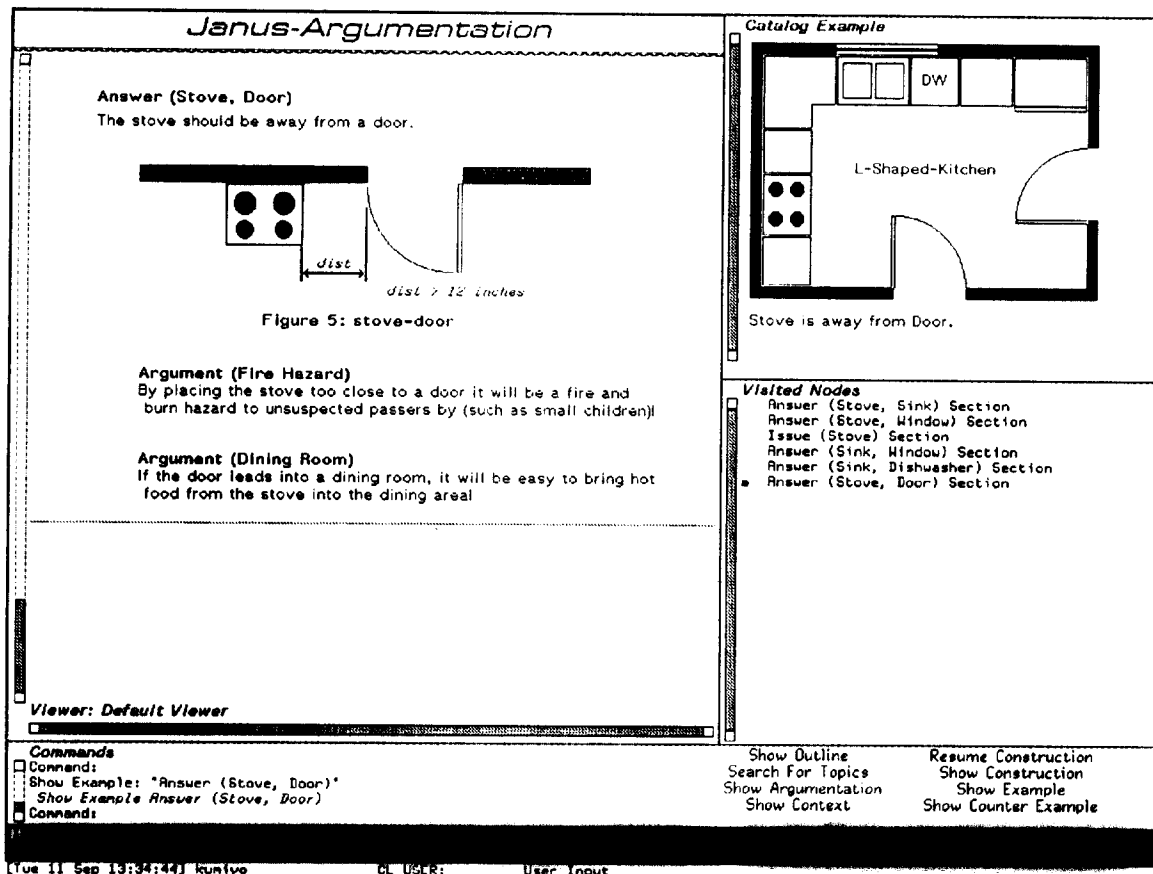 Janus-Argumentation
Answer (Stove, Door)
The stove should be away from a door.
dist
dist > 12 inches
Figure 5: stove-door
Argument (Fire Hazard)
By placing the stove too close to a door it will be a fire and
burn hazard to unsuspected passers by (such as small children)!
Argument (Dining Room)
If the door leads into a dining room, it will be easy to bring hot
food from the stove into the dining area!
Viewer: Default Viewer
Catalog Example
DW
L-Shaped-Kitchen
Stove is away from Door.
Visited Nodes
Answer (Stove, Sink) Section
Answer (Stove, Window) Section
Issue (Stove) Section
Answer (Sink, Window) Section
Answer (Sink, Dishwasher) Section
Answer (Stove, Door) Section
Commands
Command:
Show Example: "Answer (Stove, Door)"
Show Example Answer (Stove, Door)
Command:
Show Outline
Search For Topics
Show Argumentation
Show Context
Resume Construction
Show Construction
Show Example
Show Counter Example
[Tue 11 Sep 13:34:44] kumiyo
CL USER:
User Input